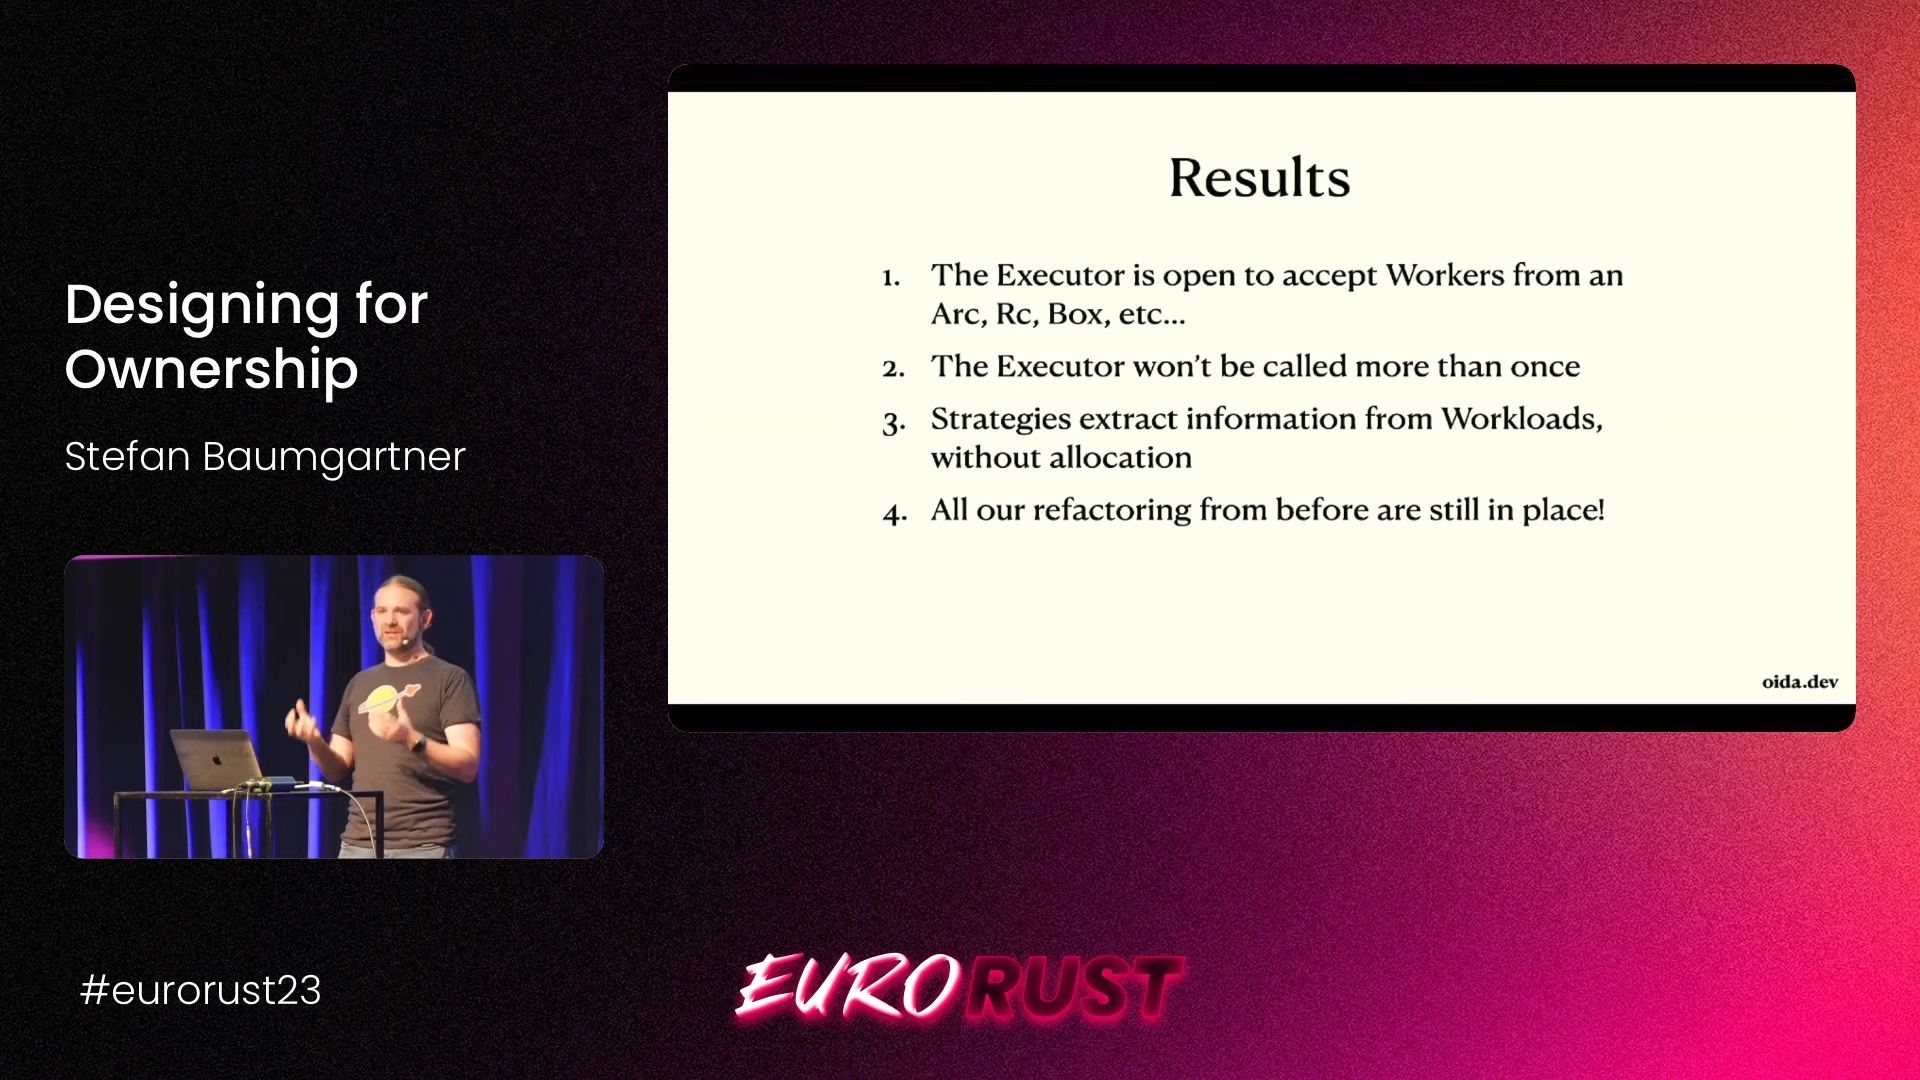 Designing for
Ownership
Stefan Baumgartner
#eurorust23
Results
1. The Executor is open to accept Workers from an
Arc, Rc, Box, etc...
2. The Executor won’t be called more than once
3. Strategies extract information from Workloads,
without allocation
4. All our refactoring from before are still in place!
oida.dev
EURORUST